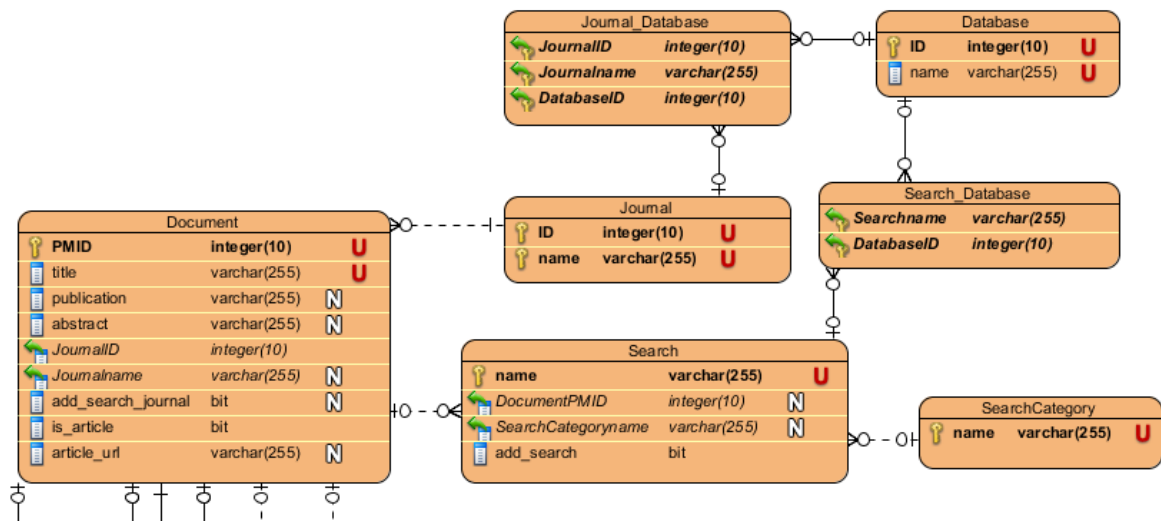 Journal_Database
JournalID integer(10)
Journalname varchar(255)
DatabaseID integer(10)
Database
ID integer(10) U
name varchar(255) U
Search_Database
Searchname varchar(255)
DatabaseID integer(10)
Journal
ID integer(10) U
name varchar(255) U
Document
PMID integer(10) U
title varchar(255) U
publication varchar(255) N
abstract varchar(255) N
JournalID integer(10)
Journalname varchar(255) N
add_search_journal bit N
is_article bit
article_url varchar(255) N
Search
name varchar(255) U
DocumentPMID integer(10) N
SearchCategoryname varchar(255) N
add_search bit
SearchCategory
name varchar(255) U